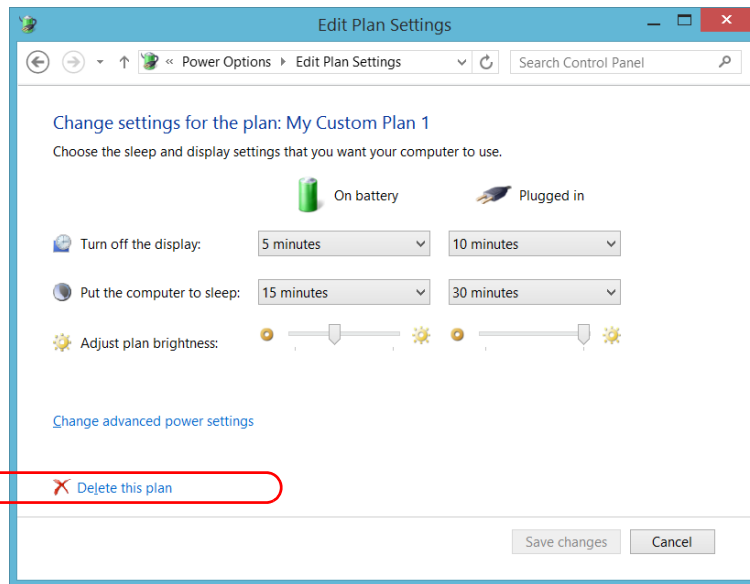 Edit Plan Settings
« Power Options Edit Plan Settings Search Control Panel
Change settings for the plan: My Custom Plan 1
Choose the sleep and display settings that you want your computer to use.
On battery Plugged in
Turn off the display: 5 minutes 10 minutes
Put the computer to sleep: 15 minutes 30 minutes
Adjust plan brightness:
Change advanced power settings
Delete this plan
Save changes Cancel